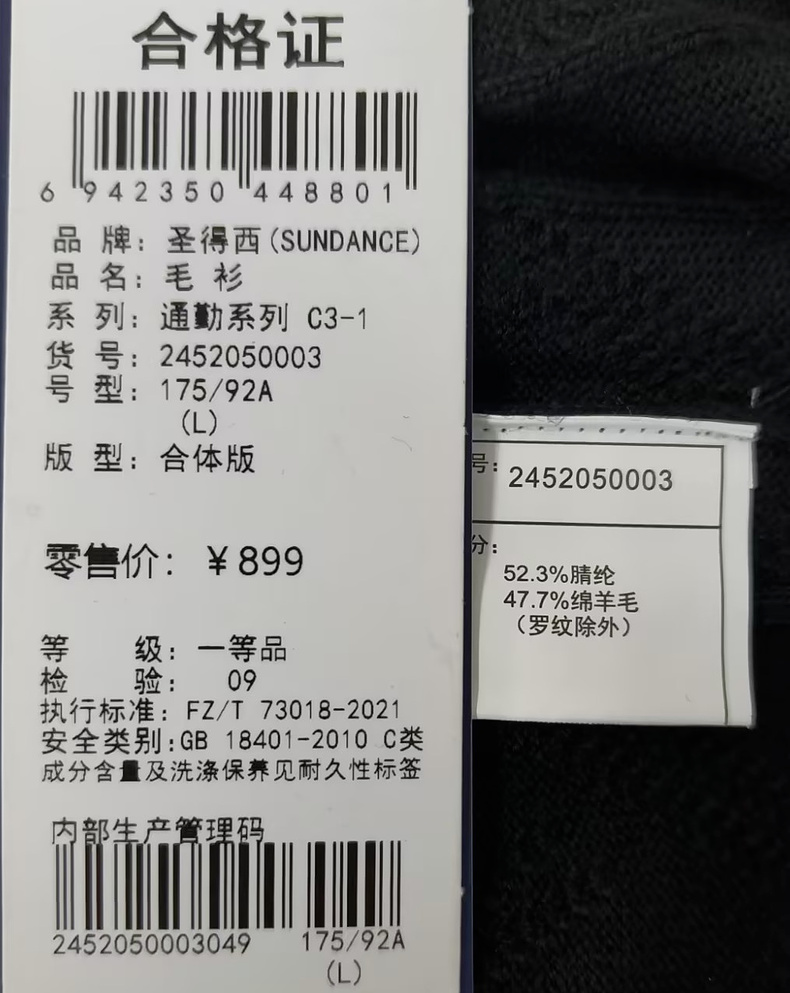 合格证
6 942350 448801
品 牌: 圣得西(SUNDANCE)
品 名: 毛 衫
系 列: 通勤系列 C3-1
货 号: 2452050003
号 型: 175/92A
(L)
版 型: 合体版
零售价: ¥899
等 级: 一等品
检 验: 09
执行标准: FZ/T 73018-2021
安全类别:GB 18401-2010 C类
成分含量及洗涤保养见耐久性标签
内部生产管理码
2452050003049 175/92A
(L)
号: 2452050003
分:
52.3%腈纶
47.7%绵羊毛
(罗纹除外)